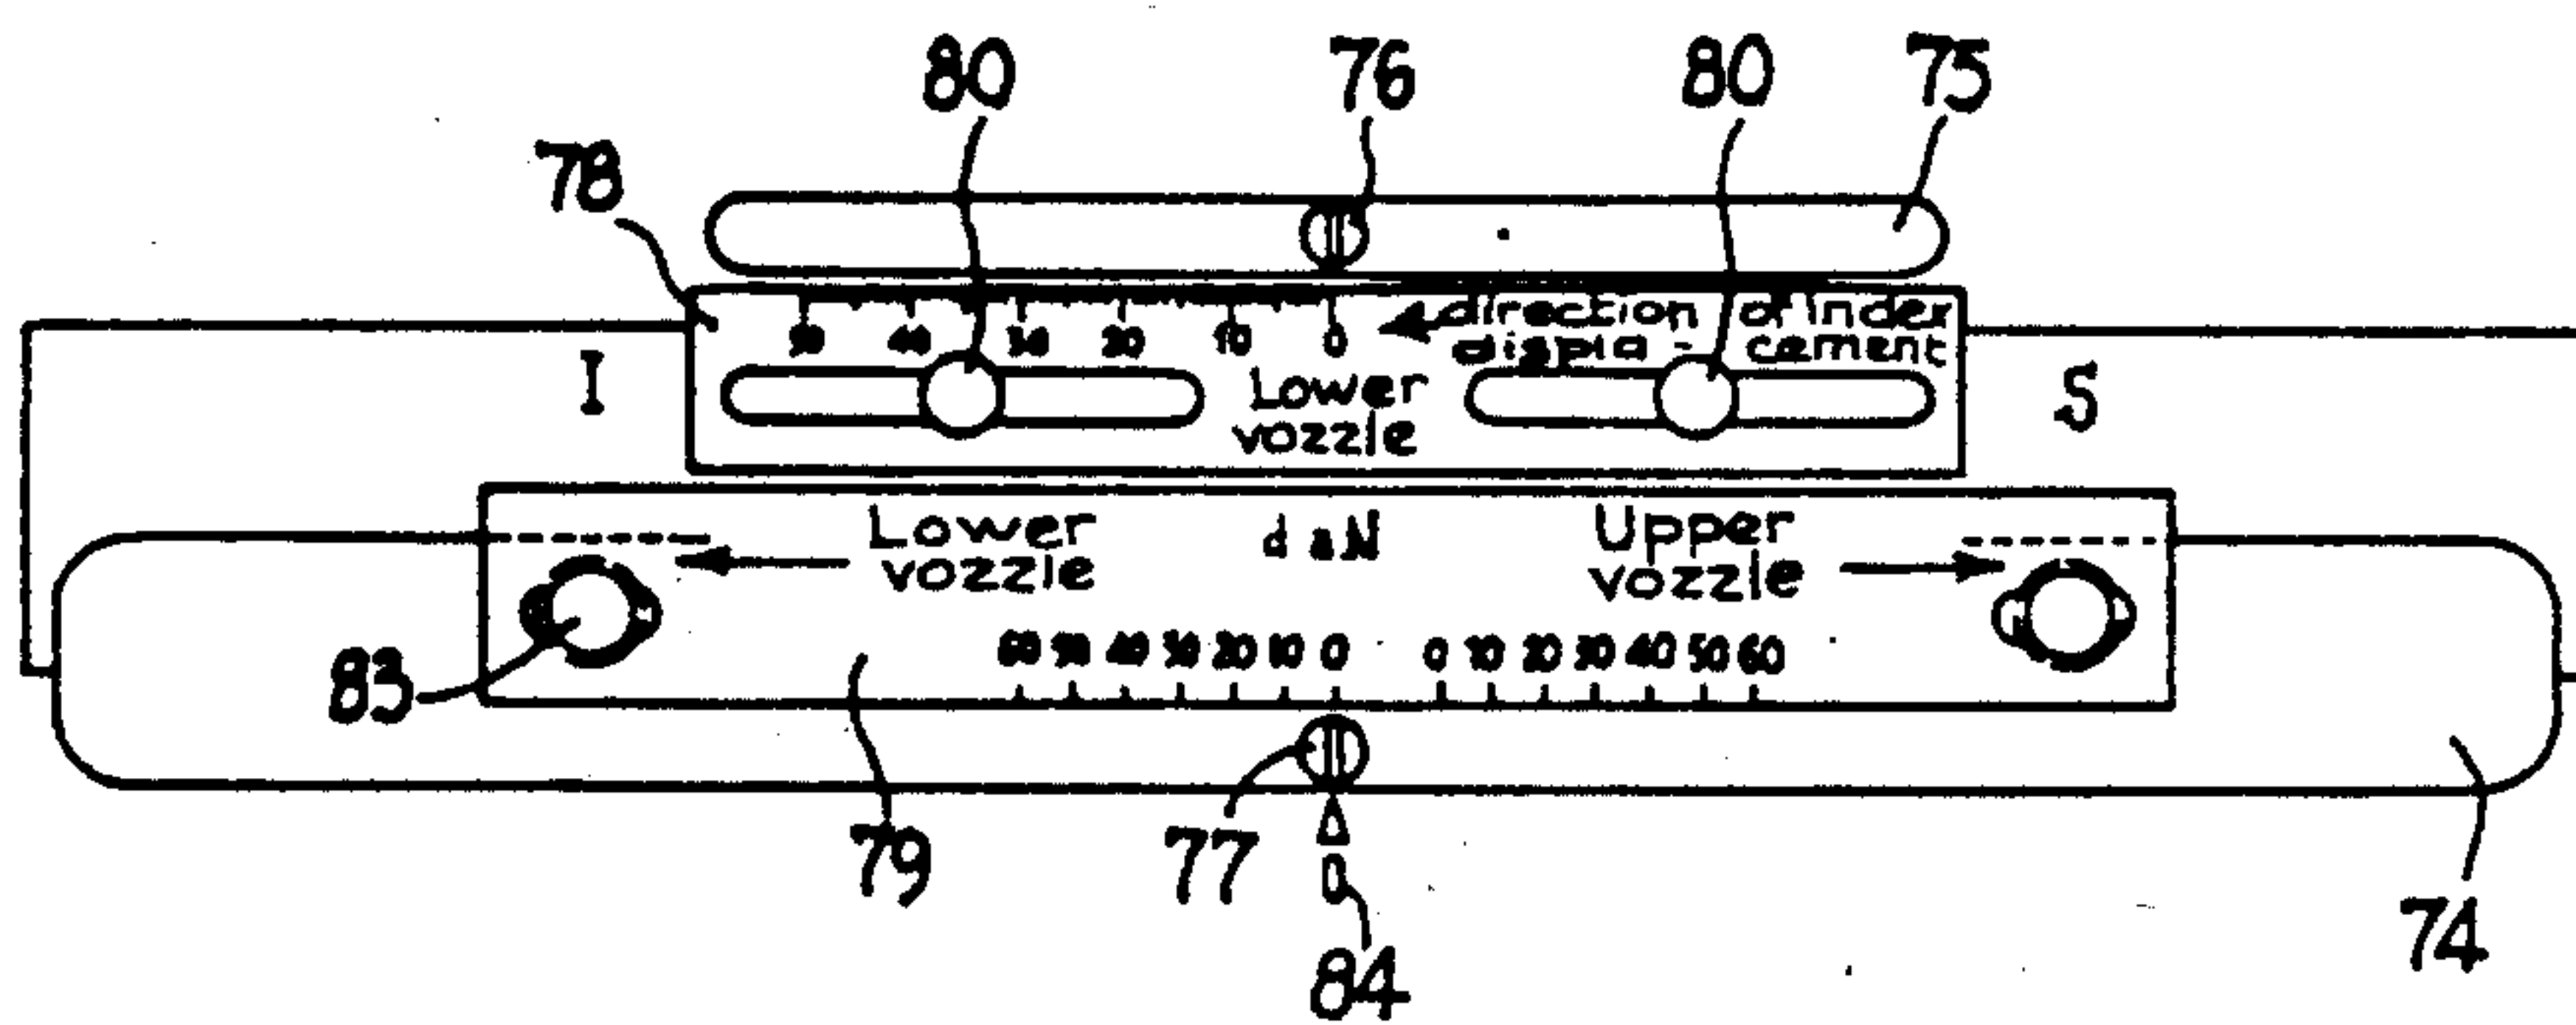 80 76 80 75
78
50 40 30 20 10 0 direction of index
displa - cement
I Lower S
vozzle
Lower daN Upper
vozzle vozzle
60 50 40 30 20 10 0 0 10 20 30 40 50 60
83
79 77 0 74
84